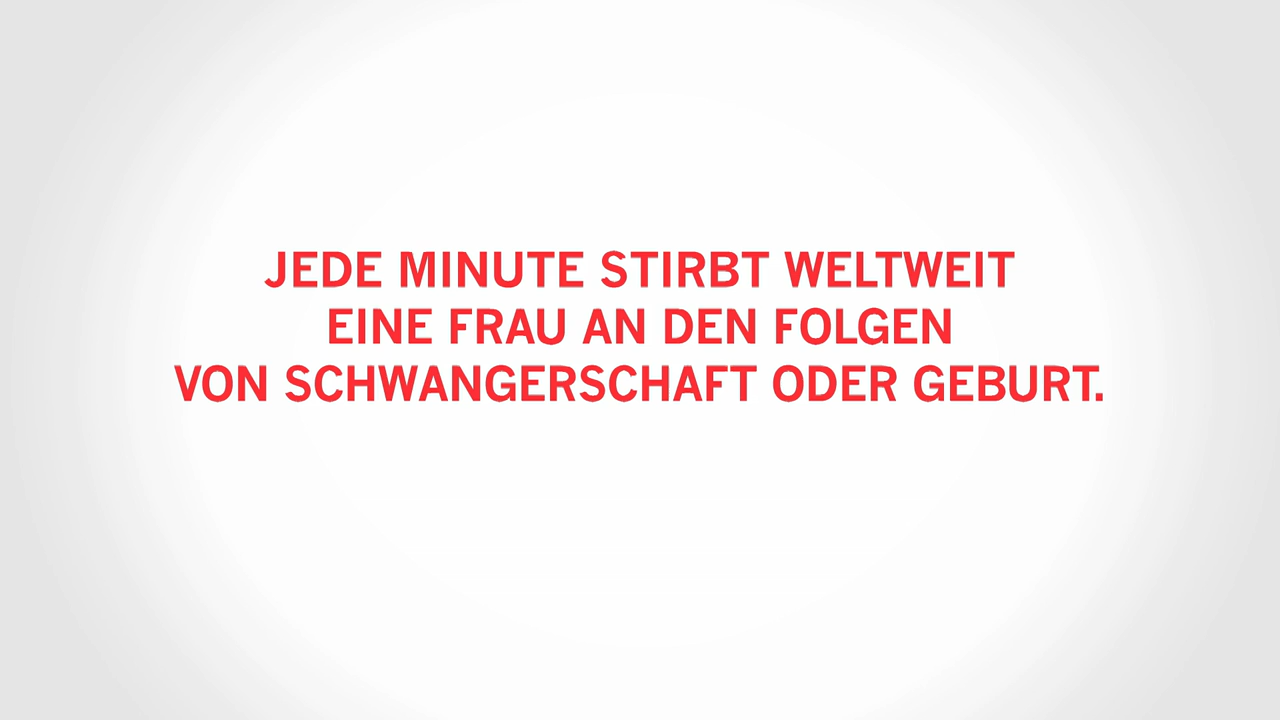 JEDE MINUTE STIRBT WELTWEIT
EINE FRAU AN DEN FOLGEN
VON SCHWANGERSCHAFT ODER GEBURT.